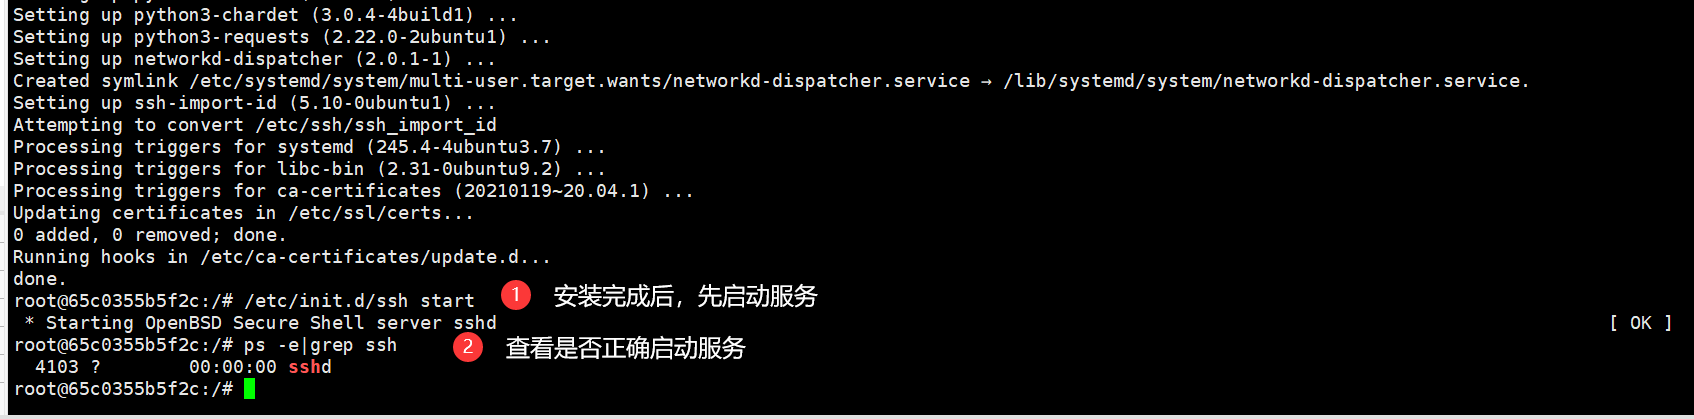 Setting up python3-chardet (3.0.4-4build1) ...
Setting up python3-requests (2.22.0-2ubuntu1) ...
Setting up networkd-dispatcher (2.0.1-1) ...
Created symlink /etc/systemd/system/multi-user.target.wants/networkd-dispatcher.service → /lib/systemd/system/networkd-dispatcher.service.
Setting up ssh-import-id (5.10-0ubuntu1) ...
Attempting to convert /etc/ssh/ssh_import_id
Processing triggers for systemd (245.4-4ubuntu3.7) ...
Processing triggers for libc-bin (2.31-0ubuntu9.2) ...
Processing triggers for ca-certificates (20210119~20.04.1) ...
Updating certificates in /etc/ssl/certs...
0 added, 0 removed; done.
Running hooks in /etc/ca-certificates/update.d...
done.
root@65c0355b5f2c:/# /etc/init.d/ssh start 1 安装完成后，先启动服务
 * Starting OpenBSD Secure Shell server sshd [ OK ]
root@65c0355b5f2c:/# ps -e|grep ssh 2 查看是否正确启动服务
  4103 ?        00:00:00 sshd
root@65c0355b5f2c:/#